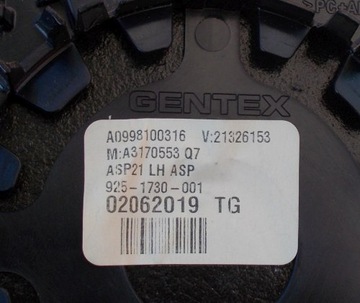 GENTEX
A0998100316 V:21326153
M:A3170553 Q7
ASP21 LH ASP
925-1730-001
02062019 TG